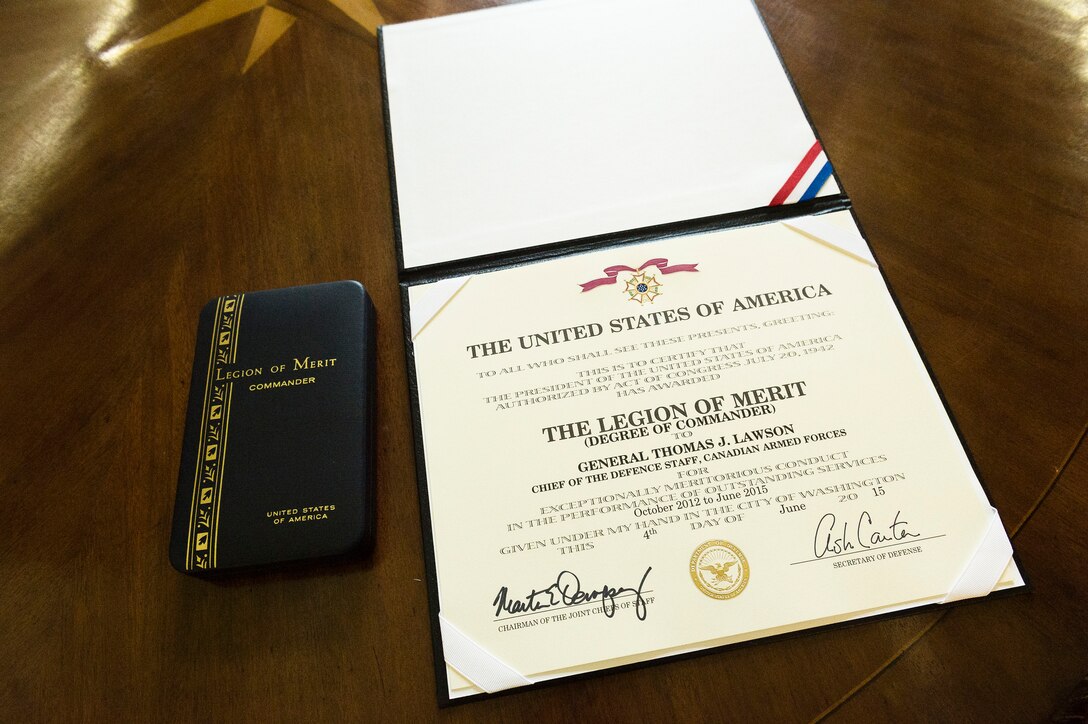 LEGION OF MERIT
COMMANDER
UNITED STATES
OF AMERICA
THE UNITED STATES OF AMERICA
TO ALL WHO SHALL SEE THESE PRESENTS, GREETING:
THIS IS TO CERTIFY THAT
THE PRESIDENT OF THE UNITED STATES OF AMERICA
AUTHORIZED BY ACT OF CONGRESS JULY 20, 1942
HAS AWARDED
THE LEGION OF MERIT
(DEGREE OF COMMANDER)
TO
GENERAL THOMAS J. LAWSON
CHIEF OF THE DEFENCE STAFF, CANADIAN ARMED FORCES
FOR
EXCEPTIONALLY MERITORIOUS CONDUCT
IN THE PERFORMANCE OF OUTSTANDING SERVICES
October 2012 to June 2015
GIVEN UNDER MY HAND IN THE CITY OF WASHINGTON
THIS 4th DAY OF June 20 15
Martin E Dempsey
CHAIRMAN OF THE JOINT CHIEFS OF STAFF
Ash Carter
SECRETARY OF DEFENSE